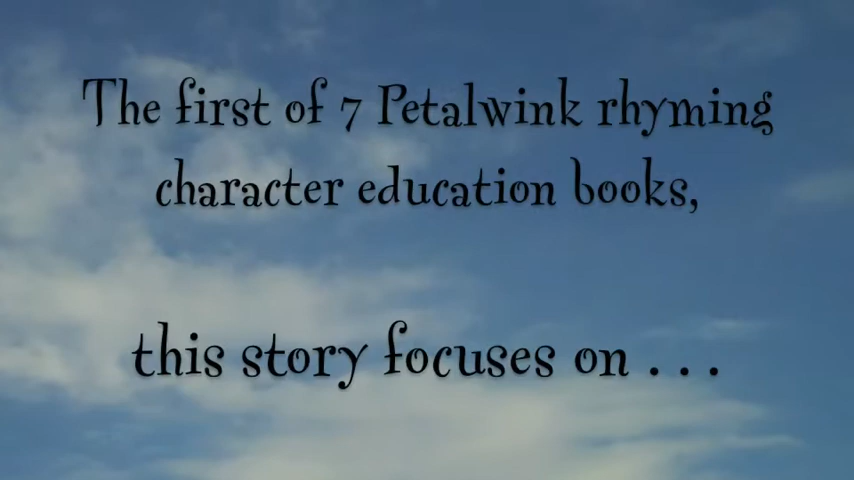 The first of 7 Petalwink rhyming
character education books,
this story focuses on . . .